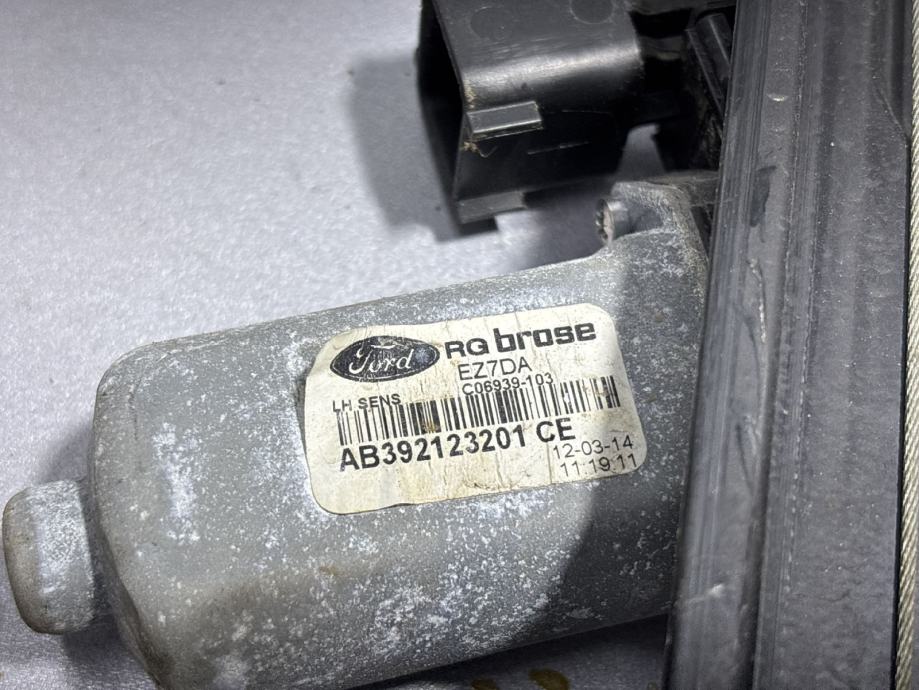 Ford RG brose
EZ7DA
C06939-103
LH SENS
AB392123201 CE
12-03-14
11:19:11